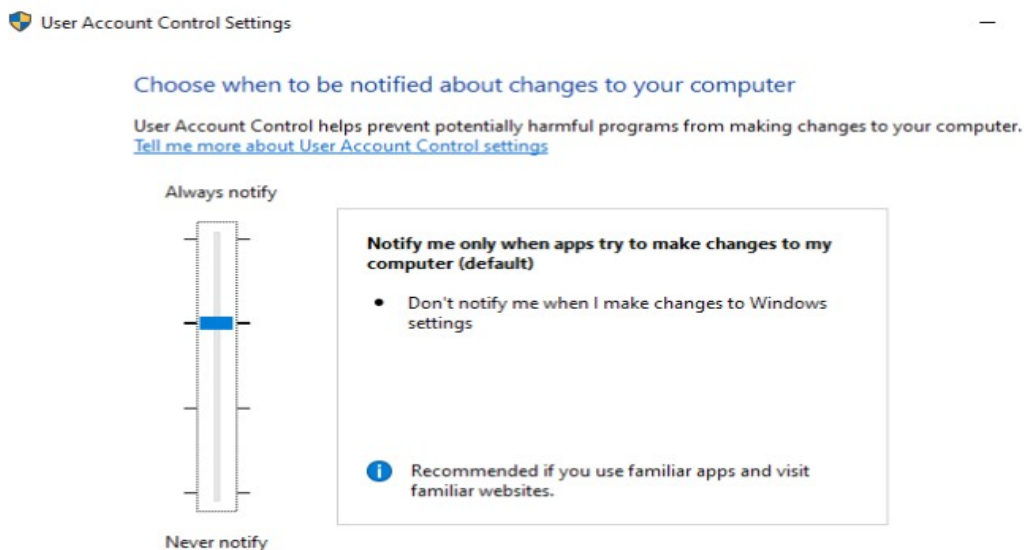 User Account Control Settings
Choose when to be notified about changes to your computer
User Account Control helps prevent potentially harmful programs from making changes to your computer.
Tell me more about User Account Control settings
Always notify
Notify me only when apps try to make changes to my
computer (default)
Don't notify me when I make changes to Windows
settings
Recommended if you use familiar apps and visit
familiar websites.
Never notify